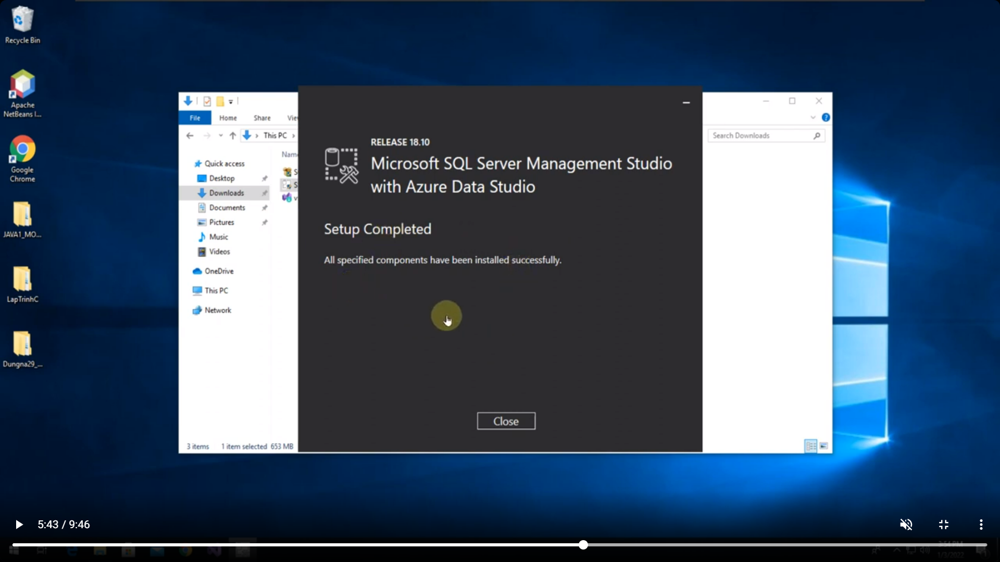 Recycle Bin
Apache
NetBeans I...
Google
Chrome
JAVA1_MO...
LapTrinhC
Dungna29_...
File
Home
Share
This PC
Search Downloads
Quick access
Desktop
Downloads
Documents
Pictures
Music
Videos
OneDrive
This PC
Network
3 items
1 item selected 653 MB
RELEASE 18.10
Microsoft SQL Server Management Studio
with Azure Data Studio
Setup Completed
All specified components have been installed successfully.
Close
5:43 / 9:46
1/3/2022